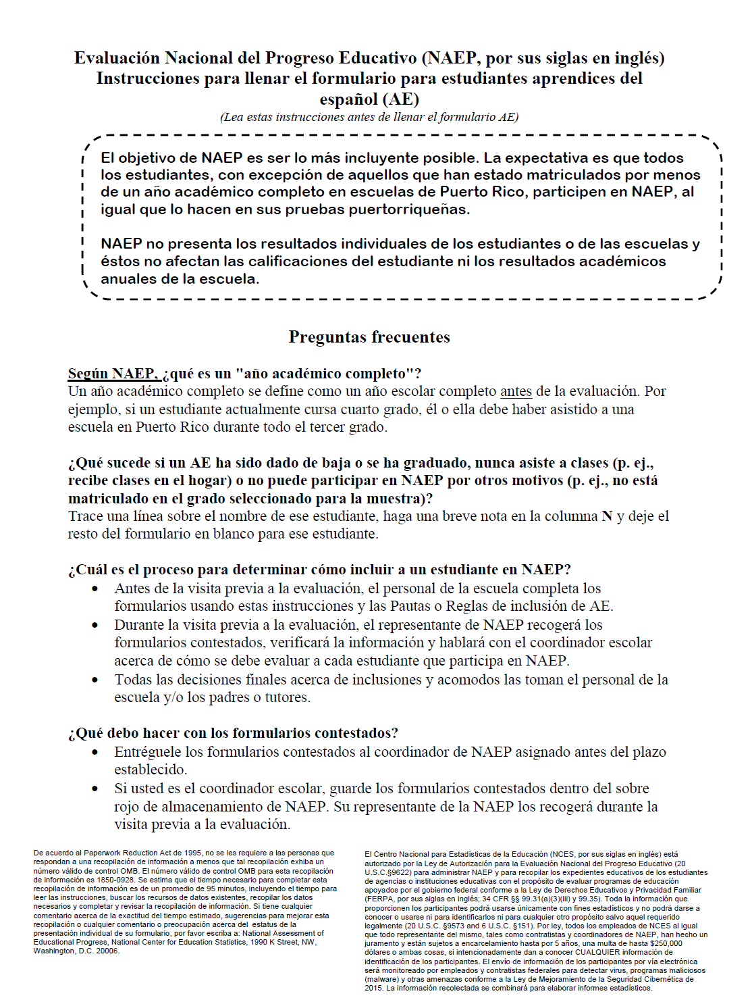 Evaluación Nacional del Progreso Educativo (NAEP, por sus siglas en inglés)
Instrucciones para llenar el formulario para estudiantes aprendices del
español (AE)
(Lea estas instrucciones antes de llenar el formulario AE)
El objetivo de NAEP es ser lo más incluyente posible. La expectativa es que todos
los estudiantes, con excepción de aquellos que han estado matriculados por menos
de un año académico completo en escuelas de Puerto Rico, participen en NAEP, al
igual que lo hacen en sus pruebas puertorriqueñas.
NAEP no presenta los resultados individuales de los estudiantes o de las escuelas y
éstos no afectan las calificaciones del estudiante ni los resultados académicos
anuales de la escuela.
Preguntas frecuentes
Según NAEP, ¿qué es un "año académico completo"?
Un año académico completo se define como un año escolar completo antes de la evaluación. Por
ejemplo, si un estudiante actualmente cursa cuarto grado, él o ella debe haber asistido a una
escuela en Puerto Rico durante todo el tercer grado.
¿Qué sucede si un AE ha sido dado de baja o se ha graduado, nunca asiste a clases (p. ej.,
recibe clases en el hogar) o no puede participar en NAEP por otros motivos (p. ej., no está
matriculado en el grado seleccionado para la muestra)?
Trace una línea sobre el nombre de ese estudiante, haga una breve nota en la columna N y deje el
resto del formulario en blanco para ese estudiante.
¿Cuál es el proceso para determinar cómo incluir a un estudiante en NAEP?
• Antes de la visita previa a la evaluación, el personal de la escuela completa los
formularios usando estas instrucciones y las Pautas o Reglas de inclusión de AE.
• Durante la visita previa a la evaluación, el representante de NAEP recogerá los
formularios contestados, verificará la información y hablará con el coordinador escolar
acerca de cómo se debe evaluar a cada estudiante que participa en NAEP.
• Todas las decisiones finales acerca de inclusiones y acomodos las toman el personal de la
escuela y/o los padres o tutores.
¿Qué debo hacer con los formularios contestados?
• Entréguele los formularios contestados al coordinador de NAEP asignado antes del plazo
establecido.
• Si usted es el coordinador escolar, guarde los formularios contestados dentro del sobre
rojo de almacenamiento de NAEP. Su representante de la NAEP los recogerá durante la
visita previa a la evaluación.
De acuerdo al Paperwork Reduction Act de 1995, no se les requiere a las personas que
respondan a una recopilación de información a menos que tal recopilación exhiba un
número válido de control OMB. El número válido de control OMB para esta recopilación
de información es 1850-0928. Se estima que el tiempo necesario para completar esta
recopilación de información es de un promedio de 95 minutos, incluyendo el tiempo para
leer las instrucciones, buscar los recursos de datos existentes, recopilar los datos
necesarios y completar y revisar la recopilación de información. Si tiene cualquier
comentario acerca de la exactitud del tiempo estimado, sugerencias para mejorar esta
recopilación o cualquier comentario o preocupación acerca del estatus de la
presentación individual de su formulario, por favor escriba a: National Assessment of
Educational Progress, National Center for Education Statistics, 1990 K Street, NW,
Washington, D.C. 20006.
El Centro Nacional para Estadísticas de la Educación (NCES, por sus siglas en inglés) está
autorizado por la Ley de Autorización para la Evaluación Nacional del Progreso Educativo (20
U.S.C.§9622) para administrar NAEP y para recopilar los expedientes educativos de los estudiantes
de agencias o instituciones educativas con el propósito de evaluar programas de educación
apoyados por el gobierno federal conforme a la Ley de Derechos Educativos y Privacidad Familiar
(FERPA, por sus siglas en inglés; 34 CFR §§ 99.31(a)(3)(iii) y 99.35). Toda la información que
proporcionen los participantes podrá usarse únicamente con fines estadísticos y no podrá darse a
conocer o usarse ni para identificarlos ni para cualquier otro propósito salvo aquel requerido
legalmente (20 U.S.C. §9573 and 6 U.S.C. §151). Por ley, todos los empleados de NCES al igual
que todo representante del mismo, tales como contratistas y coordinadores de NAEP, han hecho un
juramento y están sujetos a encarcelamiento hasta por 5 años, una multa de hasta $250,000
dólares o ambas cosas, si intencionadamente dan a conocer CUALQUIER información de
identificación de los participantes. El envío de información de los participantes por vía electrónica
será monitoreado por empleados y contratistas federales para detectar virus, programas maliciosos
(malware) y otras amenazas conforme a la Ley de Mejoramiento de la Seguridad Cibernética de
2015. La información recolectada se combinará para elaborar informes estadísticos.